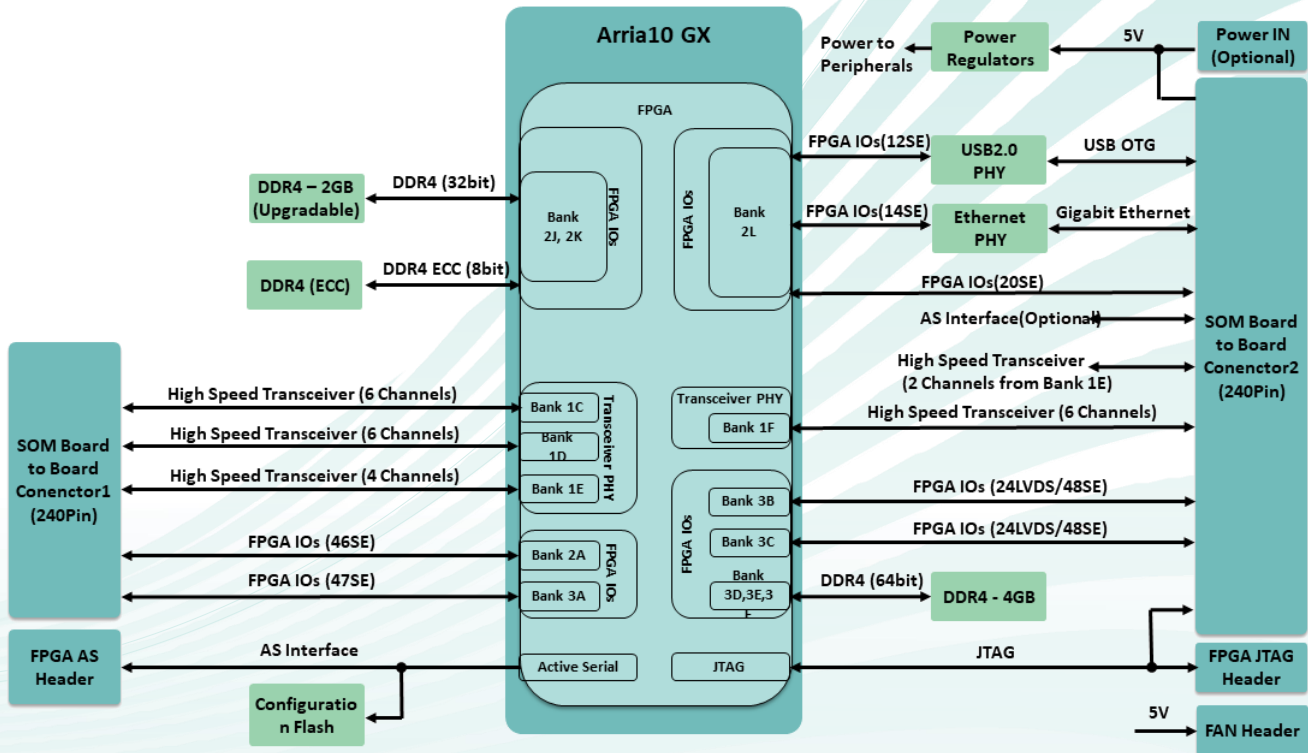 Arria10 GX
FPGA
Power to
Peripherals
Power
Regulators
5V
Power IN
(Optional)
DDR4 – 2GB
(Upgradable)
DDR4 (32bit)
Bank
2J, 2K
FPGA IOs
DDR4 (ECC)
DDR4 ECC (8bit)
FPGA IOs
Bank
2L
FPGA IOs(12SE)
USB2.0
PHY
USB OTG
FPGA IOs(14SE)
Ethernet
PHY
Gigabit Ethernet
FPGA IOs(20SE)
AS Interface(Optional)
High Speed Transceiver
(2 Channels from Bank 1E)
SOM Board
to Board
Conenctor2
(240Pin)
SOM Board
to Board
Conenctor1
(240Pin)
High Speed Transceiver (6 Channels)
High Speed Transceiver (6 Channels)
High Speed Transceiver (4 Channels)
Bank 1C
Bank
1D
Bank 1E
Transceiver PHY
Transceiver PHY
Bank 1F
High Speed Transceiver (6 Channels)
FPGA IOs (46SE)
FPGA IOs (47SE)
Bank 2A
Bank 3A
FPGA IOs
FPGA IOs
Bank 3B
Bank 3C
Bank
3D,3E,3
F
FPGA IOs (24LVDS/48SE)
FPGA IOs (24LVDS/48SE)
DDR4 (64bit)
DDR4 - 4GB
FPGA AS
Header
AS Interface
Active Serial
Configuratio
n Flash
JTAG
JTAG
FPGA JTAG
Header
5V
FAN Header